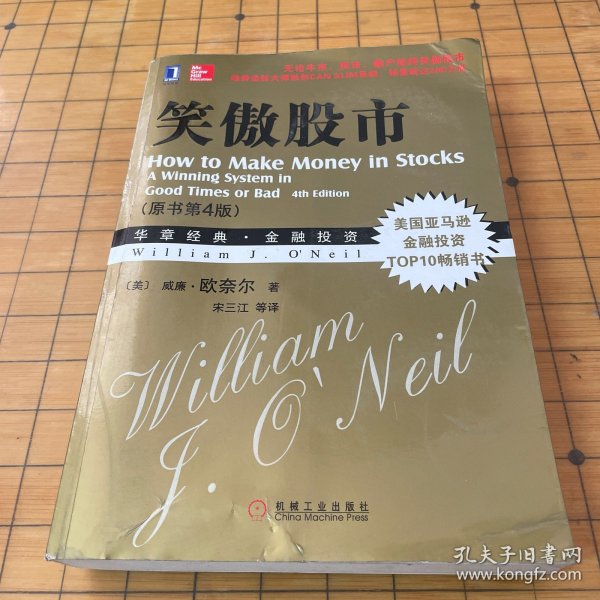 Mc
Graw
Hill
Education
笑傲股市
How to Make Money in Stocks
A Winning System in
Good Times or Bad 4th Edition
(原书第4版)
华章经典·金融投资
William J. O'Neil
美国亚马逊
金融投资
TOP10畅销书
〔美〕 威廉·欧奈尔 著
宋三江 等译
William
J. O'Neil
机械工业出版社
China Machine Press
孔夫子旧书网
www.kongfz.com